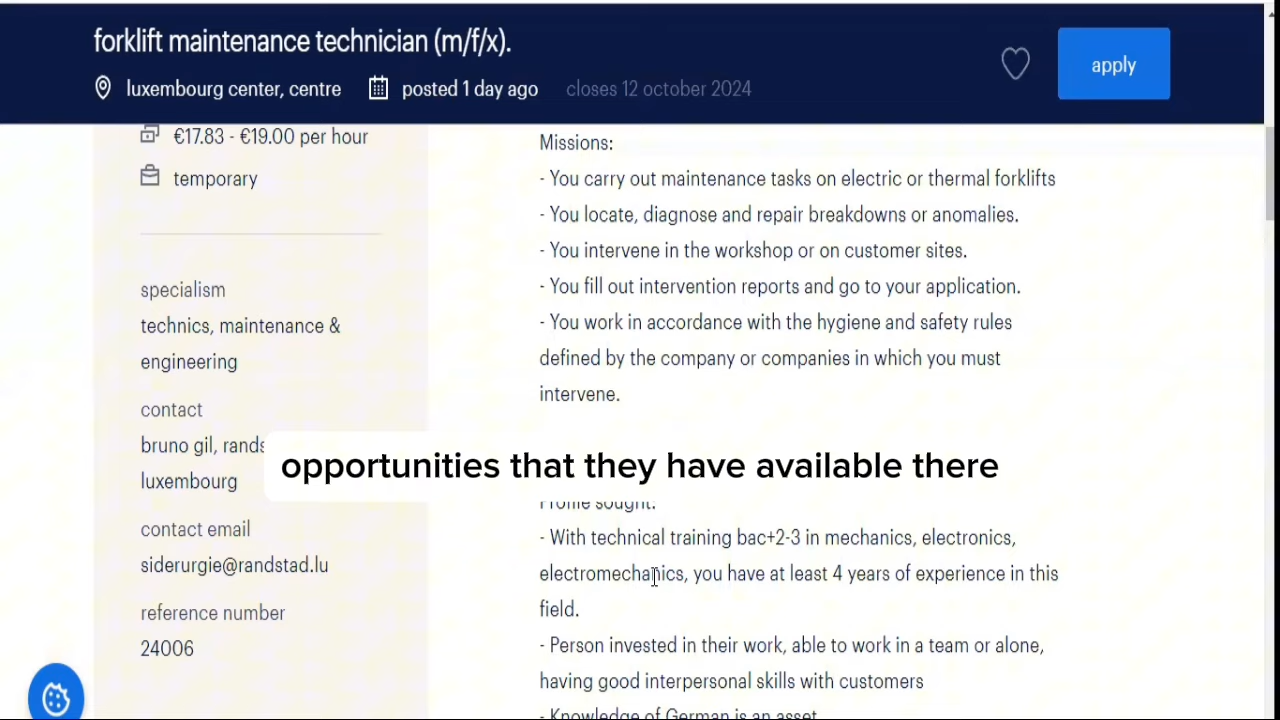 forklift maintenance technician (m/f/x).
luxembourg center, centre
posted 1 day ago
closes 12 october 2024
apply
€17.83 - €19.00 per hour
temporary
specialism
technics, maintenance &
engineering
contact
bruno gil, rands
luxembourg
contact email
siderurgie@randstad.lu
reference number
24006
Missions:
- You carry out maintenance tasks on electric or thermal forklifts
- You locate, diagnose and repair breakdowns or anomalies.
- You intervene in the workshop or on customer sites.
- You fill out intervention reports and go to your application.
- You work in accordance with the hygiene and safety rules
defined by the company or companies in which you must
intervene.
opportunities that they have available there
Profile sought:
- With technical training bac+2-3 in mechanics, electronics,
electromechanics, you have at least 4 years of experience in this
field.
- Person invested in their work, able to work in a team or alone,
having good interpersonal skills with customers
- Knowledge of German is an asset